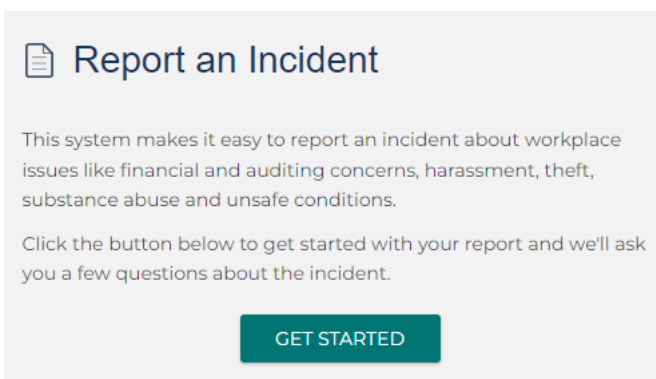 Report an Incident
This system makes it easy to report an incident about workplace
issues like financial and auditing concerns, harassment, theft,
substance abuse and unsafe conditions.
Click the button below to get started with your report and we'll ask
you a few questions about the incident.
GET STARTED